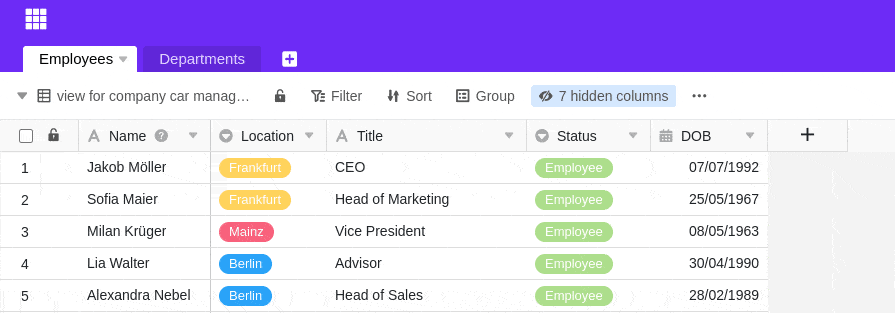 Employees Departments
view for company car manag... Filter Sort Group 7 hidden columns
Name Location Title Status DOB
1 Jakob Möller Frankfurt CEO Employee 07/07/1992
2 Sofia Maier Frankfurt Head of Marketing Employee 25/05/1967
3 Milan Krüger Mainz Vice President Employee 08/05/1963
4 Lia Walter Berlin Advisor Employee 30/04/1990
5 Alexandra Nebel Berlin Head of Sales Employee 28/02/1989